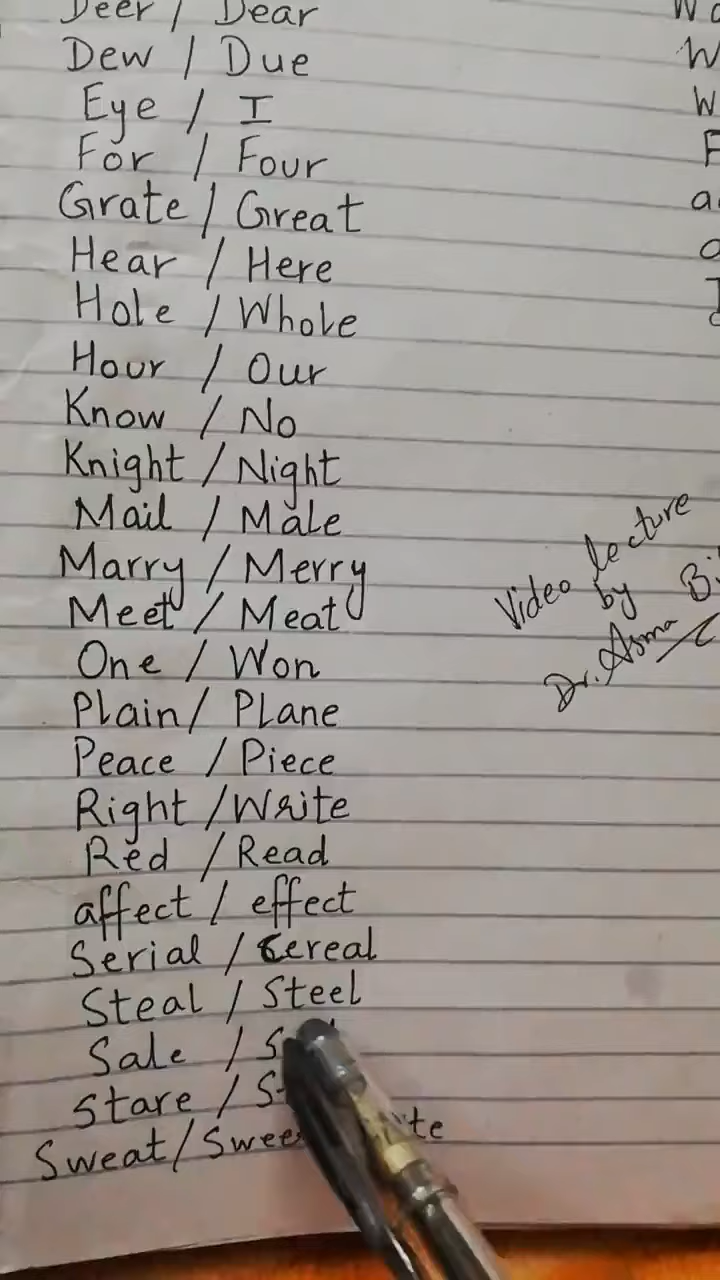 Deer / Dear
Dew / Due
Eye / I
For / Four
Grate / Great
Hear / Here
Hole / Whole
Hour / Our
Know / No
Knight / Night
Mail / Male
Marry / Merry
Meet / Meat
One / Won
Plain / Plane
Peace / Piece
Right / Write
Red / Read
affect / effect
Serial / Cereal
Steal / Steel
Sale /
Stare /
Sweat /
Video lecture
by
Dr. Asma